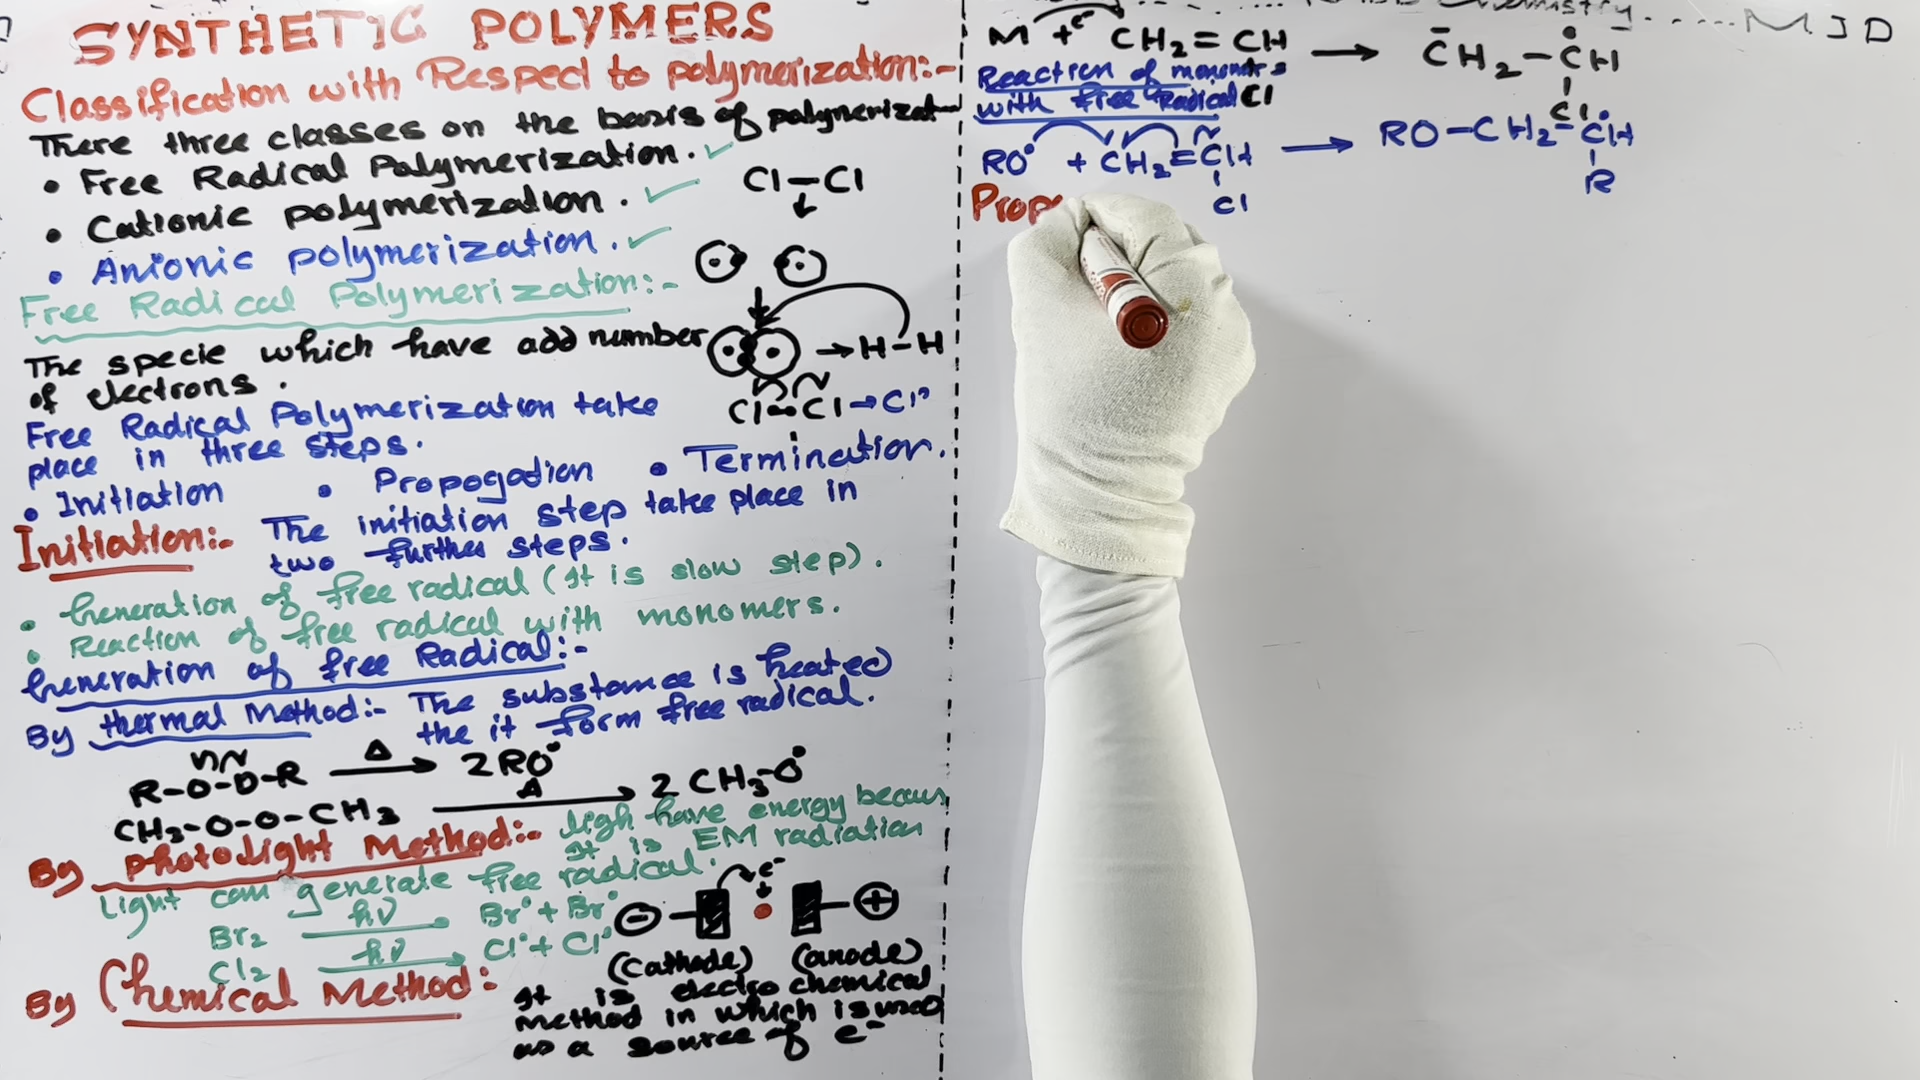 SYNTHETIC POLYMERS
Classification with Respect to polymerization:-
There three classes on the basis of polymerizat
• Free Radical Polymerization. ✓
• Cationic polymerization. ✓
• Anionic polymerization. ✓
Cl—Cl
Free Radical Polymerization:-
The specie which have add number
of electrons.
→ H–H
Cl–Cl→Cl•
Free Radical Polymerization take
place in three steps.
• Initiation • Propogation • Termination.
Initiation:- The initiation step take place in
two further steps.
• Generation of free radical (It is slow step).
• Reaction of free radical with monomers.
Generation of free Radical:-
By thermal Method:- The substance is heated
the it form free radical.
R-O-O-R Δ→ 2RO•
CH3-O-O-CH3 Δ→ 2CH3-O•
By Photolight Method:- ligh have energy becaus
It is EM radiation
Light can generate free radical.
Br2 hν→ Br•+Br•
Cl2 hν→ Cl•+Cl•
e-
(Cathode) (anode)
By Chemical Method:-
It is electro chemical
Method in which is used
as a source of e-
MJD
M + e- CH2=CH → C̄H2-ĊH
Cl
Cl
Reaction of monomers
with free Radical
RO• + CH2=CH → RO-CH2-ĊH
Cl
R